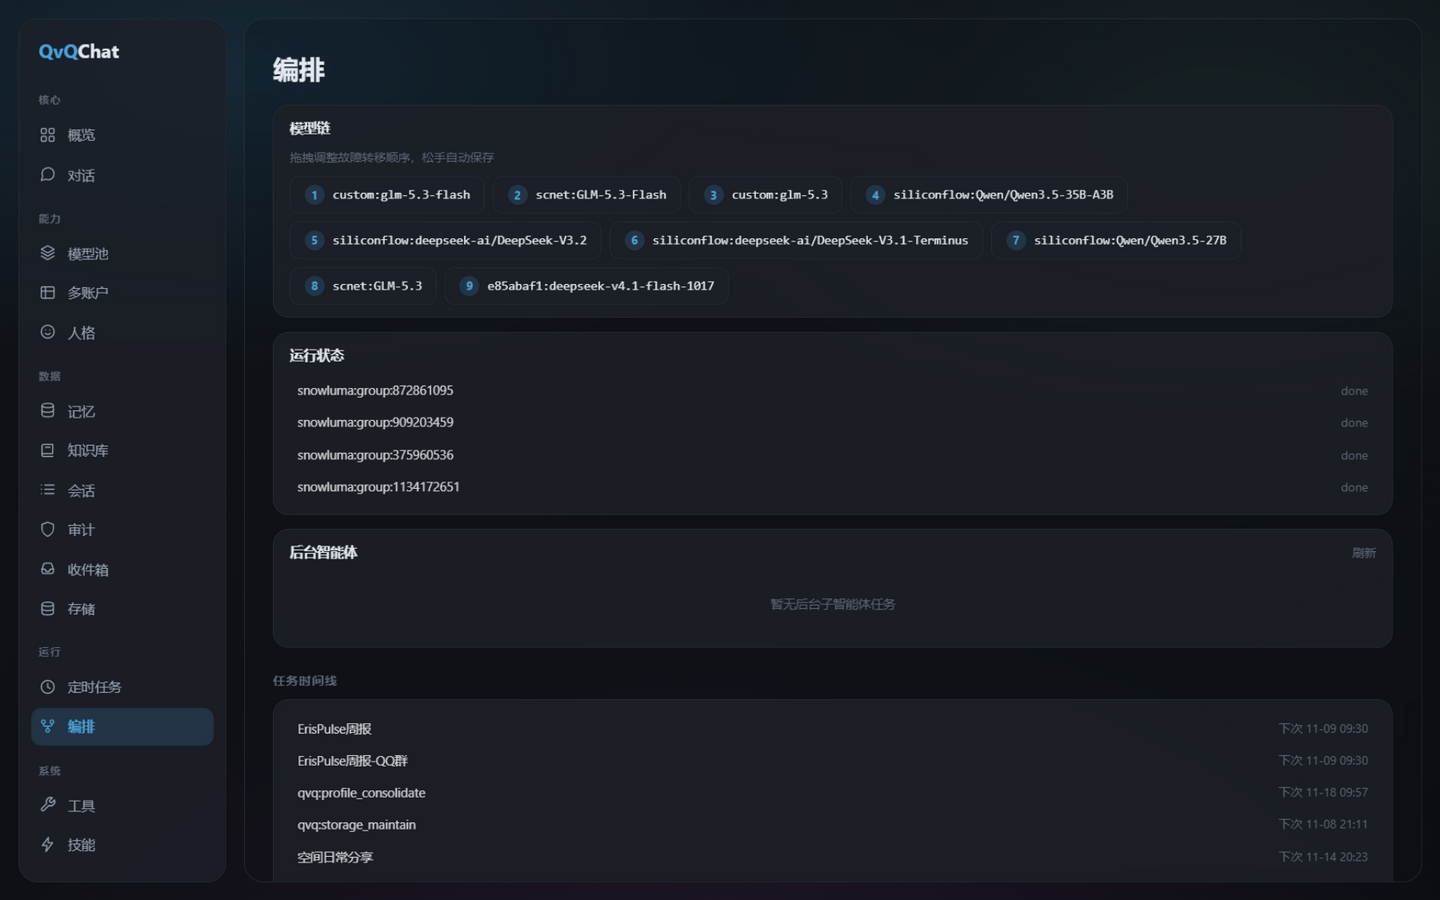 QvQChat
核心
概览
对话
能力
模型池
多账户
人格
数据
记忆
知识库
会话
审计
收件箱
存储
运行
定时任务
编排
系统
工具
技能
编排
模型链
拖拽调整故障转移顺序，松手自动保存
1 custom:glm-5.3-flash 2 scnet:GLM-5.3-Flash 3 custom:glm-5.3 4 siliconflow:Qwen/Qwen3.5-35B-A3B
5 siliconflow:deepseek-ai/DeepSeek-V3.2 6 siliconflow:deepseek-ai/DeepSeek-V3.1-Terminus 7 siliconflow:Qwen/Qwen3.5-27B
8 scnet:GLM-5.3 9 e85abaf1:deepseek-v4.1-flash-1017
运行状态
snowluma:group:872861095 done
snowluma:group:909203459 done
snowluma:group:375960536 done
snowluma:group:1134172651 done
后台智能体 刷新
暂无后台子智能体任务
任务时间线
ErisPulse周报 下次 11-09 09:30
ErisPulse周报-QQ群 下次 11-09 09:30
qvq:profile_consolidate 下次 11-18 09:57
qvq:storage_maintain 下次 11-08 21:11
空间日常分享 下次 11-14 20:23